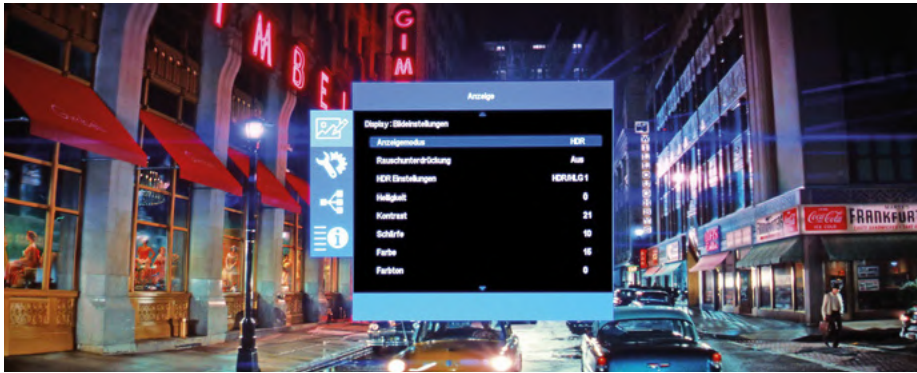 G
I
M
I
M
B
E
L
Anzeige
Display : Bildeinstellungen
Anzeigemodus HDR
Rauschunterdrückung Aus
HDR Einstellungen HDR/HLG 1
Helligkeit 0
Kontrast 21
Schärfe 10
Farbe 15
Farbton 0
Coca-Cola
FRANKFUR